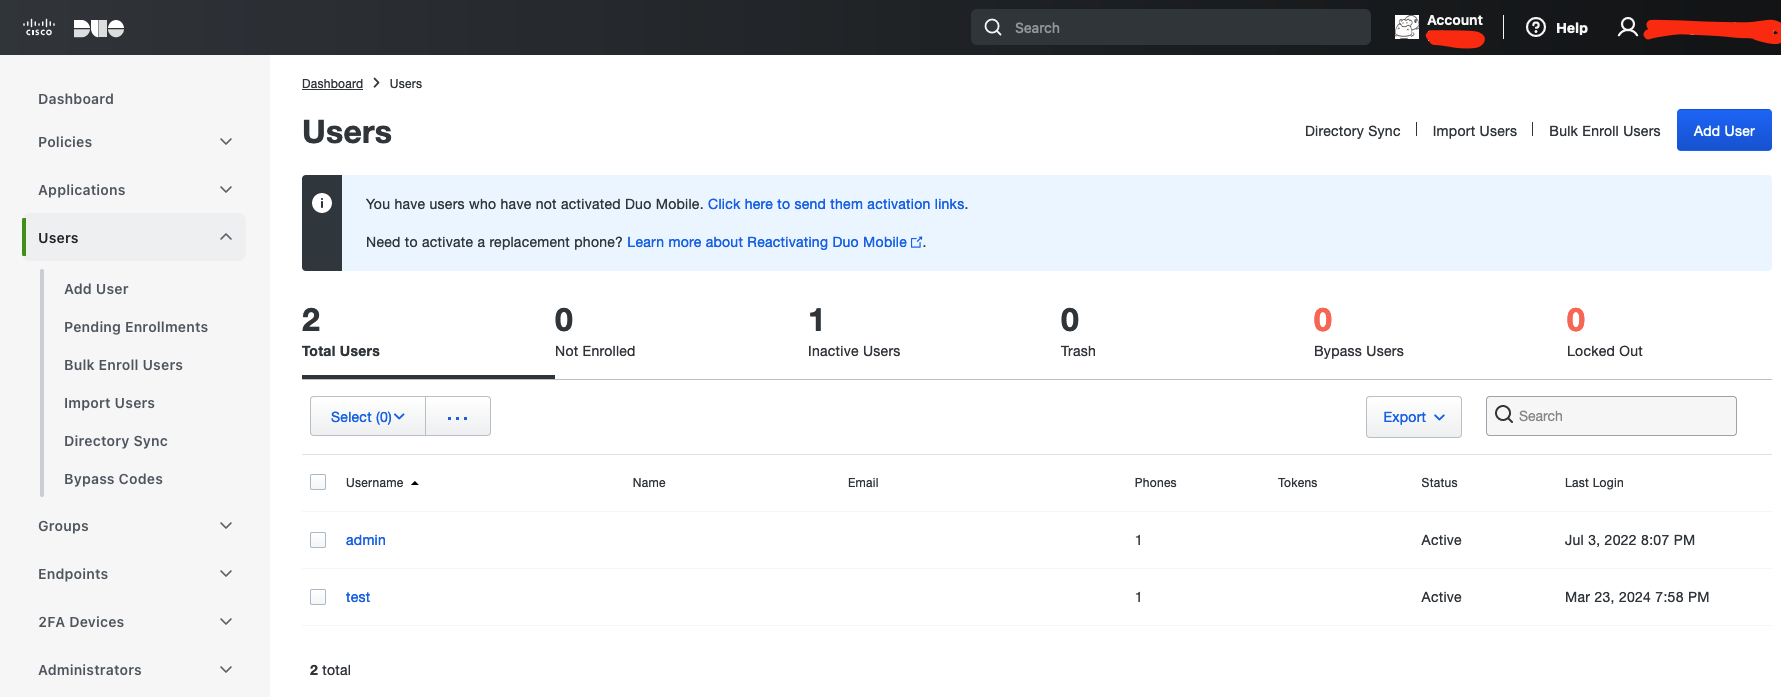 CISCO DUO Search Account Help
Dashboard
Policies
Applications
Users
Add User
Pending Enrollments
Bulk Enroll Users
Import Users
Directory Sync
Bypass Codes
Groups
Endpoints
2FA Devices
Administrators
Dashboard > Users
Users
Directory Sync | Import Users | Bulk Enroll Users Add User
You have users who have not activated Duo Mobile. Click here to send them activation links.
Need to activate a replacement phone? Learn more about Reactivating Duo Mobile.
2 0 1 0 0 0
Total Users Not Enrolled Inactive Users Trash Bypass Users Locked Out
Select (0) ... Export Search
Username Name Email Phones Tokens Status Last Login
admin 1 Active Jul 3, 2022 8:07 PM
test 1 Active Mar 23, 2024 7:58 PM
2 total